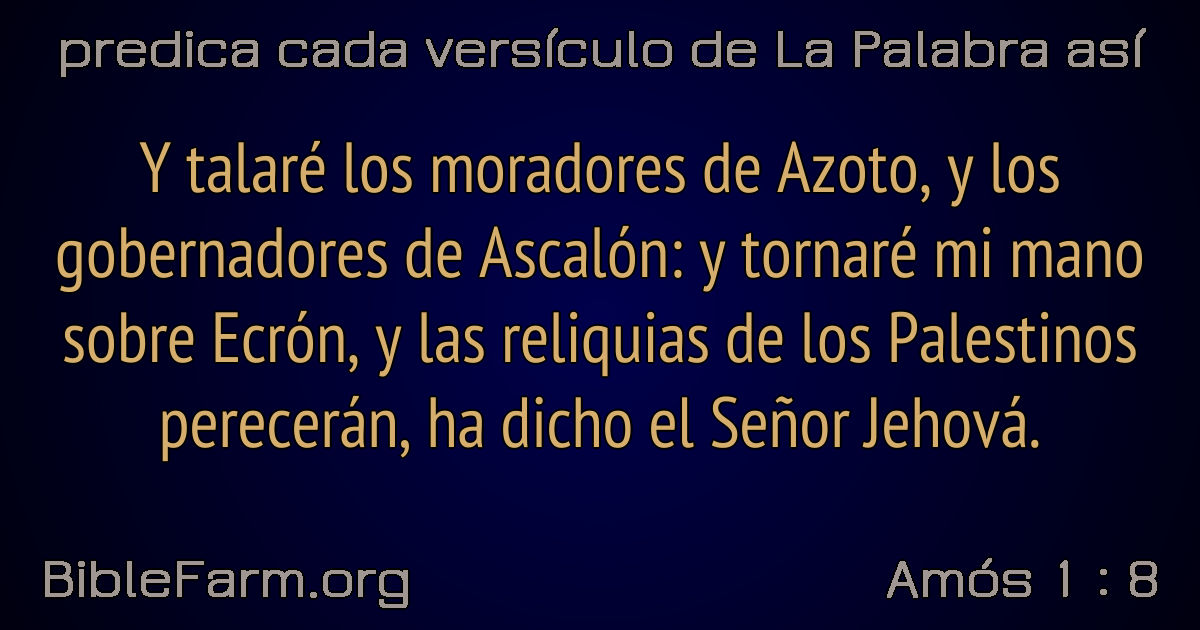 predica cada versículo de La Palabra así
Y talaré los moradores de Azoto, y los
gobernadores de Ascalón: y tornaré mi mano
sobre Ecrón, y las reliquias de los Palestinos
perecerán, ha dicho el Señor Jehová.
BibleFarm.org
Amós 1 : 8